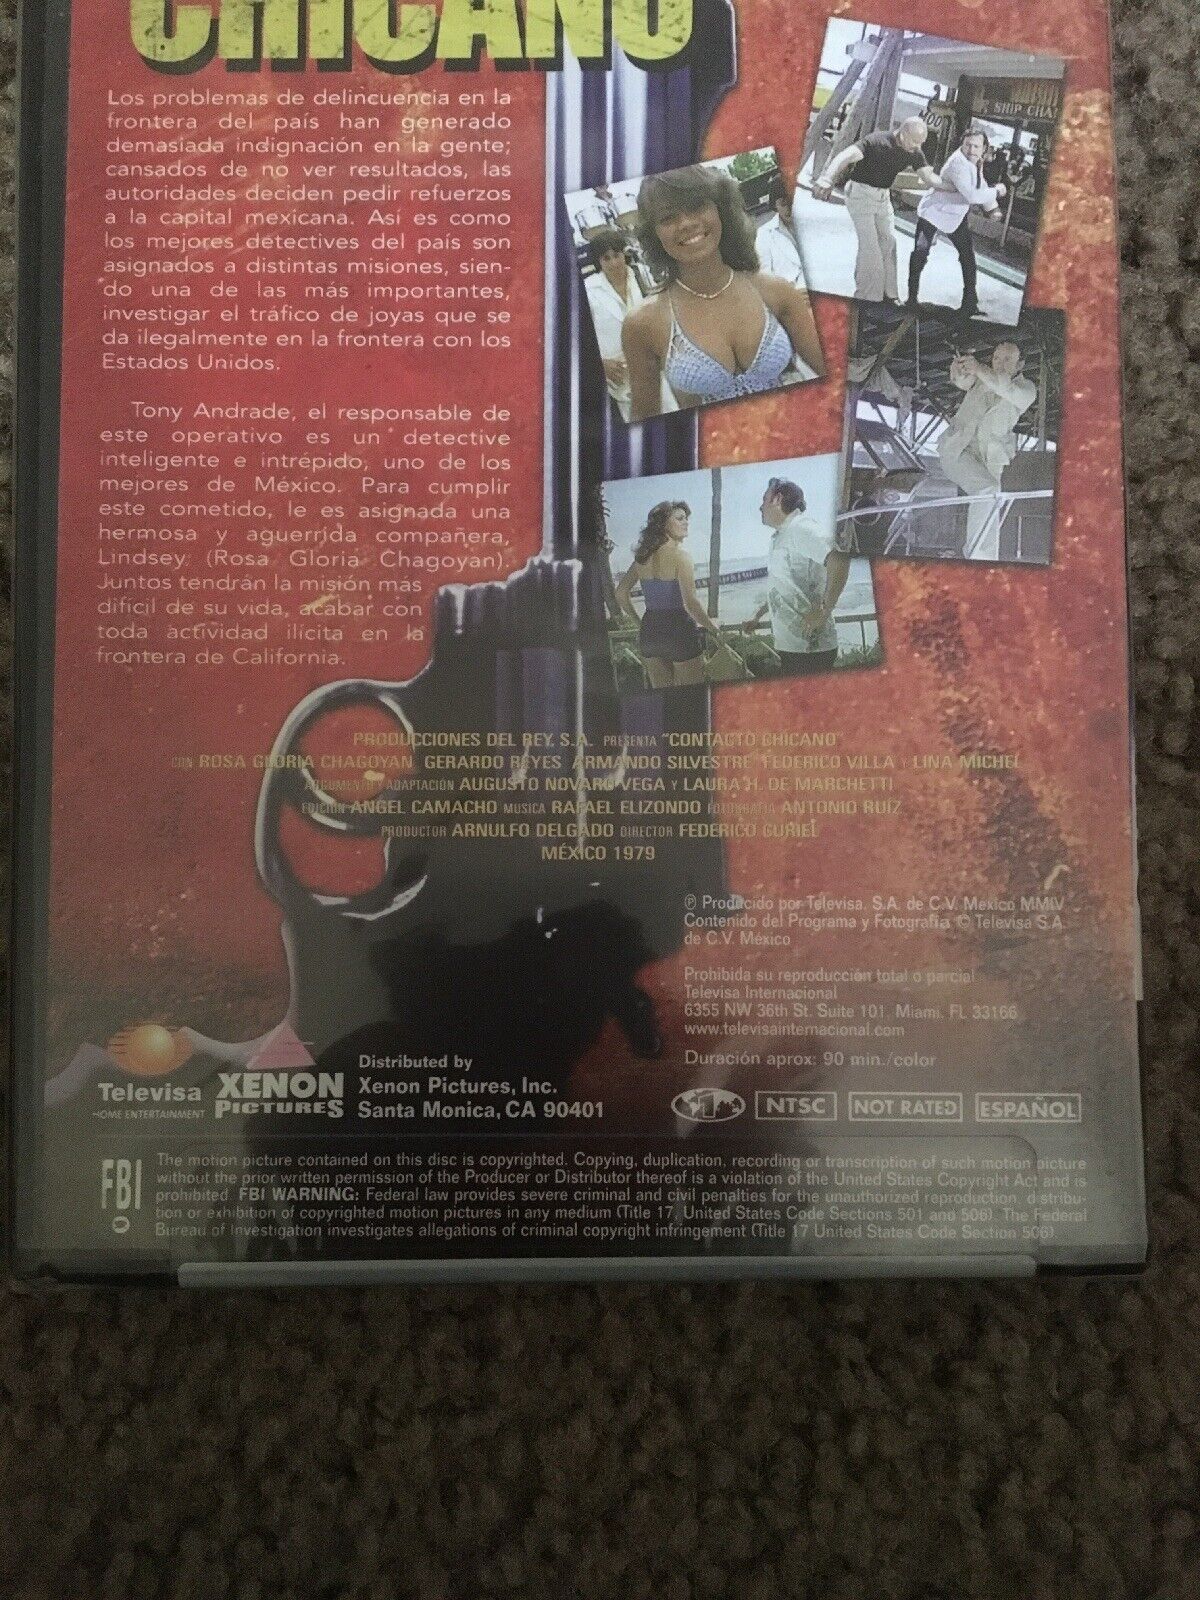 CHICANO
Los problemas de delincuencia en la
frontera del país han generado
demasiada indignación en la gente;
cansados de no ver resultados, las
autoridades deciden pedir refuerzos
a la capital mexicana. Así es como
los mejores detectives del país son
asignados a distintas misiones, sien-
do una de las más importantes,
investigar el tráfico de joyas que se
da ilegalmente en la frontera con los
Estados Unidos.
Tony Andrade, el responsable de
este operativo es un detective
inteligente e intrépido, uno de los
mejores de México. Para cumplir
este cometido, le es asignada una
hermosa y aguerrida compañera,
Lindsey (Rosa Gloria Chagoyan).
Juntos tendrán la misión más
difícil de su vida, acabar con
toda actividad ilícita en la
frontera de California.
SHIP CHA
PRODUCCIONES DEL REY, S.A. PRESENTA "CONTACTO CHICANO"
CON ROSA GLORIA CHAGOYAN GERARDO REYES ARMANDO SILVESTRE FEDERICO VILLA Y LINA MICHEL
ARGUMENTO Y ADAPTACIÓN AUGUSTO NOVARO VEGA Y LAURA H. DE MARCHETTI
EDICIÓN ANGEL CAMACHO MUSICA RAFAEL ELIZONDO FOTOGRAFIA ANTONIO RUÍZ
PRODUCTOR ARNULFO DELGADO DIRECTOR FEDERICO CURIEL
MÉXICO 1979
℗ Producido por Televisa. S.A. de C.V. Mexico MMIV
Contenido del Programa y Fotografía © Televisa S.A.
de C.V. México
Prohibida su reproducción total o parcial
Televisa Internacional
6355 NW 36th St. Suite 101. Miami. FL 33166
www.televisainternacional.com
Duración aprox: 90 min./color
Televisa
HOME ENTERTAINMENT
XENON
PICTURES
Distributed by
Xenon Pictures, Inc.
Santa Monica, CA 90401
1
NTSC
NOT RATED
ESPAÑOL
FBI
The motion picture contained on this disc is copyrighted. Copying, duplication, recording or transcription of such motion picture
without the prior written permission of the Producer or Distributor thereof is a violation of the United States Copyright Act and is
prohibited. FBI WARNING: Federal law provides severe criminal and civil penalties for the unauthorized reproduction, distribu-
tion or exhibition of copyrighted motion pictures in any medium (Title 17, United States Code Sections 501 and 506). The Federal
Bureau of Investigation investigates allegations of criminal copyright infringement (Title 17 United States Code Section 506).